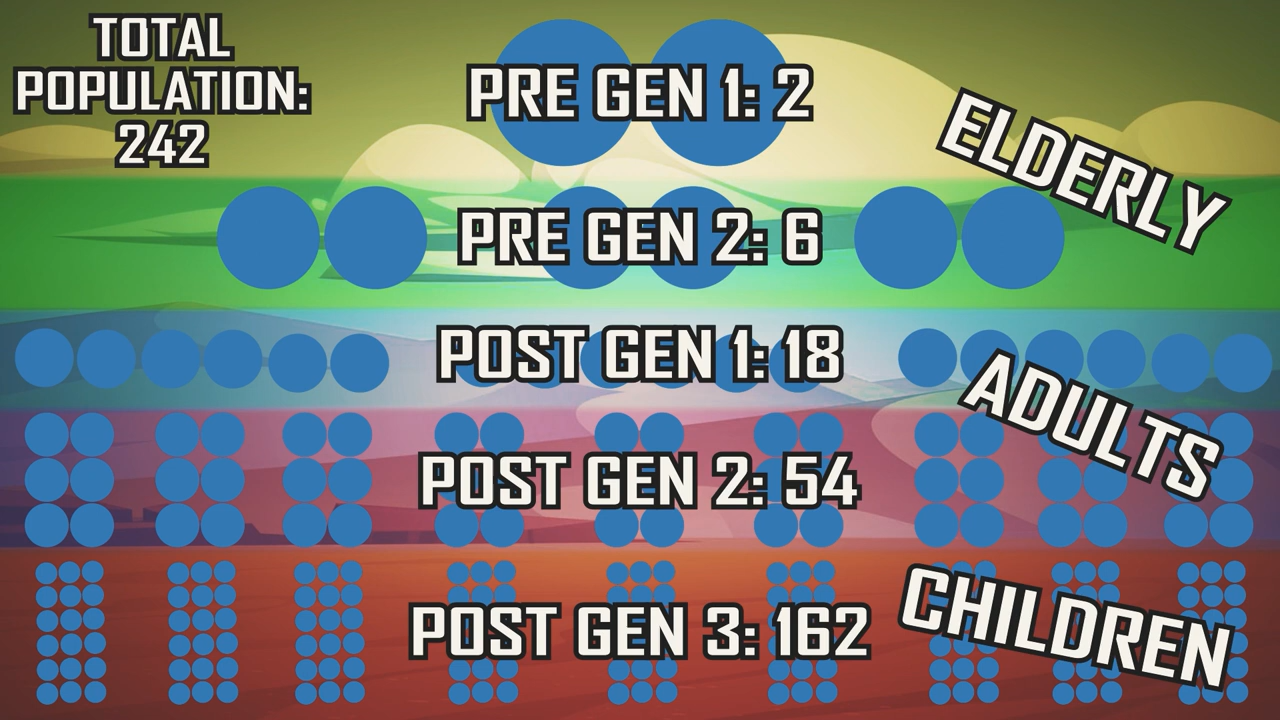 TOTAL
POPULATION:
242
PRE GEN 1: 2
ELDERLY
PRE GEN 2: 6
POST GEN 1: 18
ADULTS
POST GEN 2: 54
POST GEN 3: 162
CHILDREN